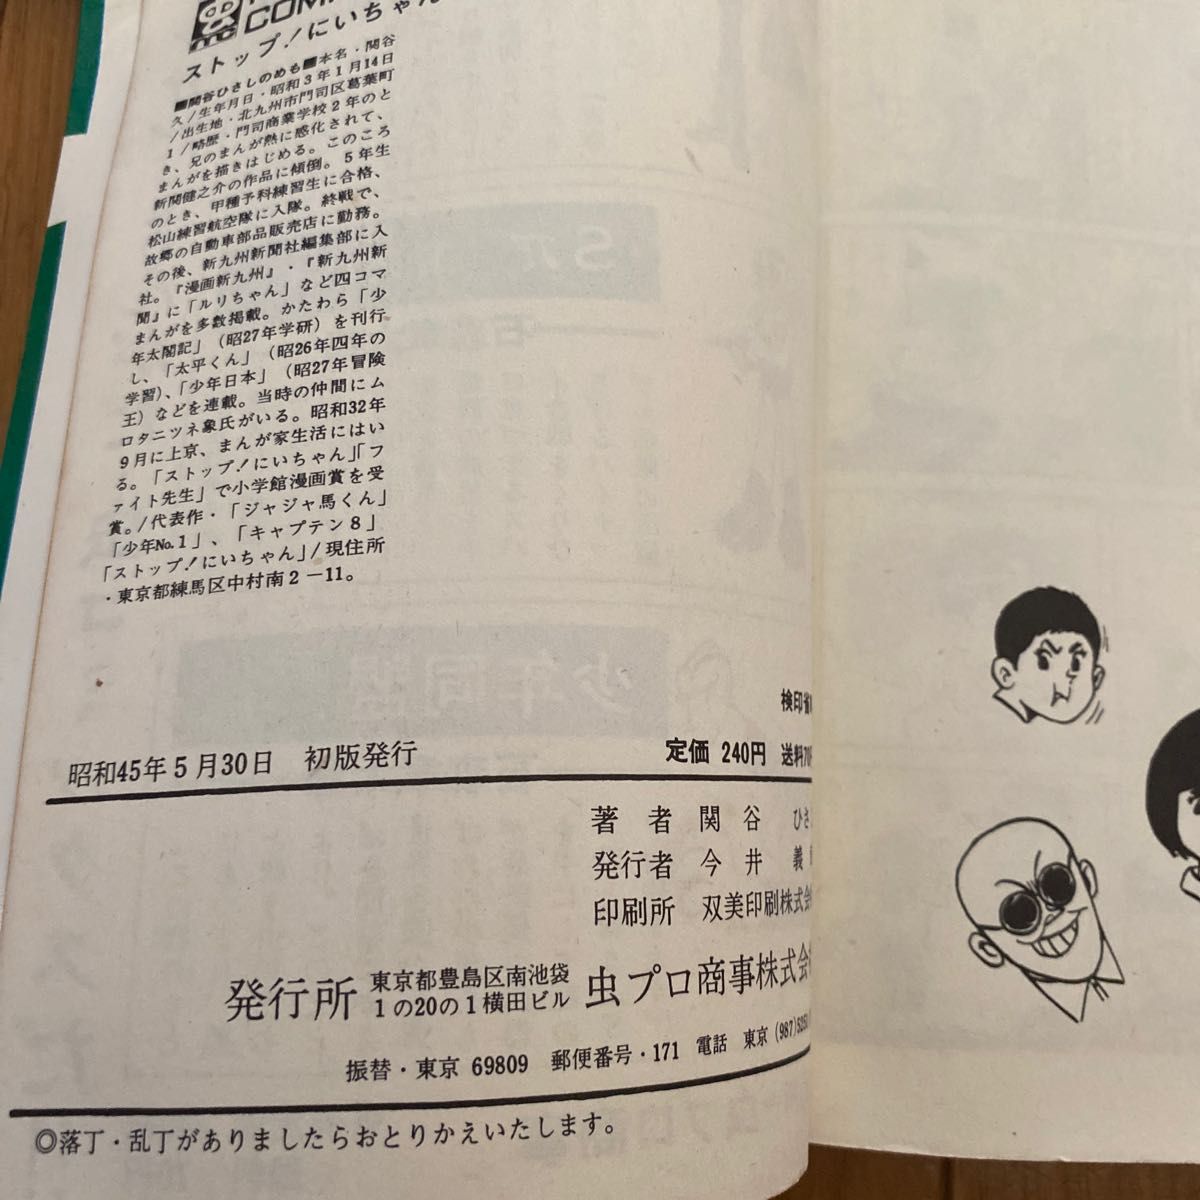 COM
ストップ！にいちゃん
■関谷ひさしのめも■本名・関谷
久/生年月日・昭和3年1月14日
/出生地・北九州市門司区葛葉町
1/略歴・門司商業学校2年のと
き、兄のまんが熱に感化されて、
まんがを描きはじめる。このころ
新関健之介の作品に傾倒。5年生
のとき、甲種予科練習生に合格、
松山練習航空隊に入隊。終戦で、
故郷の自動車部品販売店に勤務。
その後、新九州新聞社編集部に入
社。『漫画新九州』・『新九州新
聞』に「ルリちゃん」など四コマ
まんがを多数掲載。かたわら「少
年太閤記」（昭27年学研）を刊行
し、「太平くん」（昭26年四年の
学習）、「少年日本」（昭27年冒険
王）などを連載。当時の仲間にム
ロタニツネ象氏がいる。昭和32年
9月に上京、まんが家生活にはい
る。「ストップ！にいちゃん」「フ
ァイト先生」で小学館漫画賞を受
賞。/代表作・「ジャジャ馬くん」
「少年No.1」、「キャプテン8」
「ストップ！にいちゃん」/現住所
・東京都練馬区中村南2－11。
検印省
昭和45年5月30日 初版発行 定価 240円 送料70
著者 関谷 ひさ
発行者 今井 義
印刷所 双美印刷株式会
発行所 東京都豊島区南池袋
1の20の1横田ビル 虫プロ商事株式会
振替・東京 69809 郵便番号・171 電話 東京(987)
◎落丁・乱丁がありましたらおとりかえいたします。